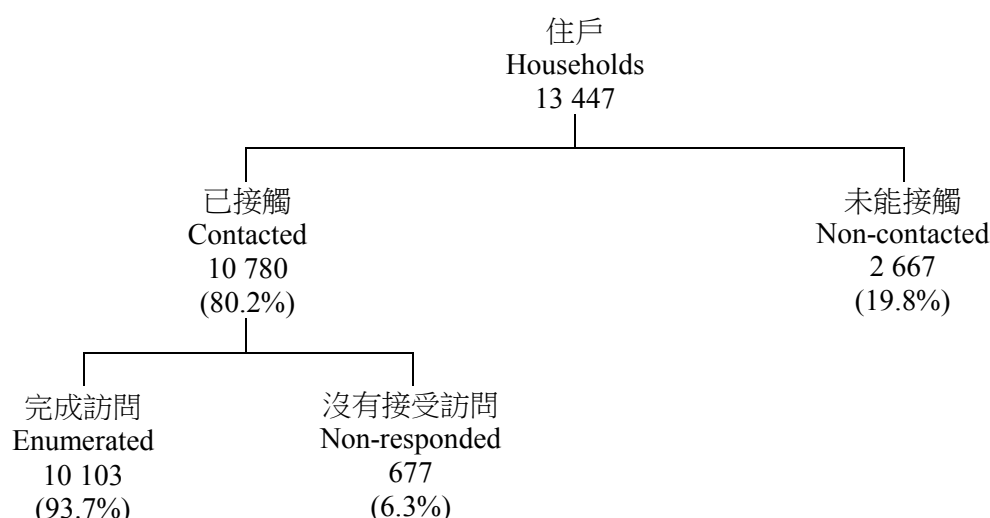 住戶
Households
13 447
已接觸
Contacted
10 780
(80.2%)
未能接觸
Non-contacted
2 667
(19.8%)
完成訪問
Enumerated
10 103
(93.7%)
沒有接受訪問
Non-responded
677
(6.3%)